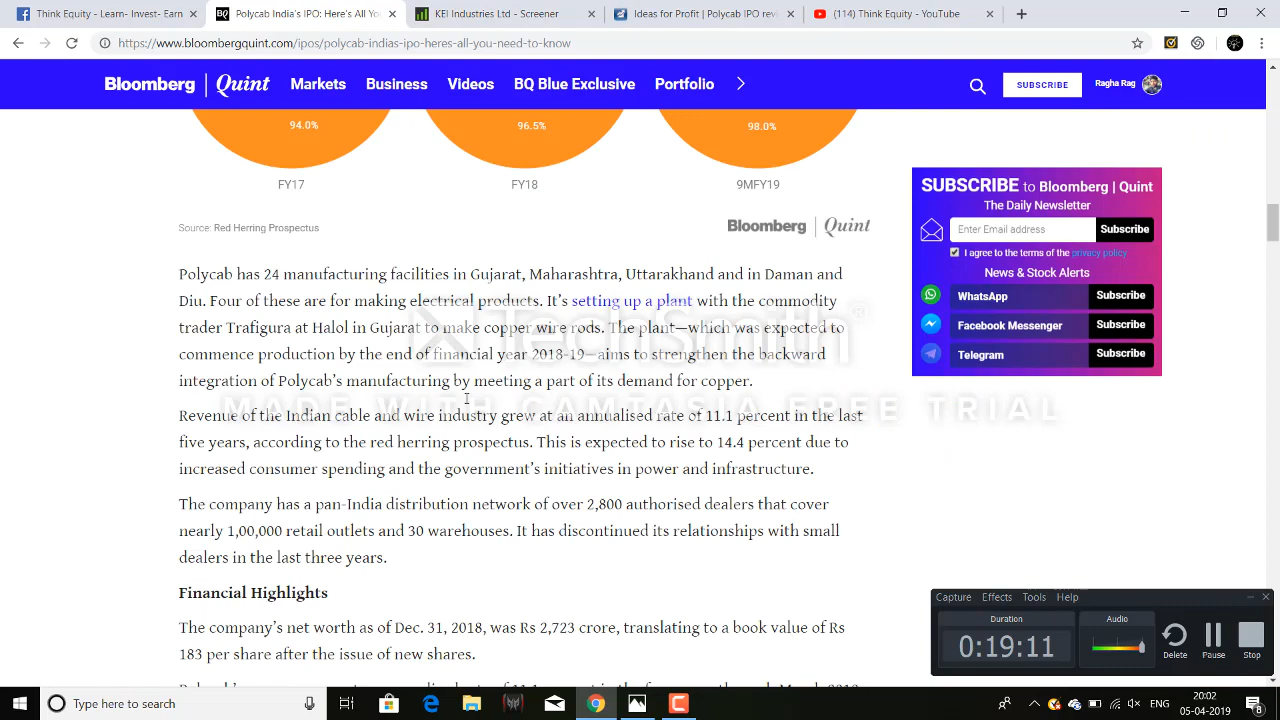 Think Equity - Learn- Invest- Earn
Polycab India's IPO: Here's All Yo
KEI Industries Ltd - Screener
Ideas for Profit | Polycab IPO rev
(114) Think Equity - YouTube
https://www.bloombergquint.com/ipos/polycab-indias-ipo-heres-all-you-need-to-know
Bloomberg | Quint
Markets
Business
Videos
BQ Blue Exclusive
Portfolio
SUBSCRIBE
Ragha Rag
94.0%
96.5%
98.0%
FY17
FY18
9MFY19
Source: Red Herring Prospectus
Bloomberg | Quint
SUBSCRIBE to Bloomberg | Quint
The Daily Newsletter
Enter Email address
Subscribe
I agree to the terms of the privacy policy
News & Stock Alerts
WhatsApp
Subscribe
Facebook Messenger
Subscribe
Telegram
Subscribe
Polycab has 24 manufacturing facilities in Gujarat, Maharashtra, Uttarakhand and in Daman and
Diu. Four of these are for making electrical products. It's setting up a plant with the commodity
trader Trafigura at Halol in Gujarat to make copper wire rods. The plant—which was expected to
commence production by the end of financial year 2018-19—aims to strengthen the backward
integration of Polycab's manufacturing by meeting a part of its demand for copper.
TechSmith®
MADE WITH CAMTASIA FREE TRIAL
Revenue of the Indian cable and wire industry grew at an annualised rate of 11.1 percent in the last
five years, according to the red herring prospectus. This is expected to rise to 14.4 percent due to
increased consumer spending and the government's initiatives in power and infrastructure.
The company has a pan-India distribution network of over 2,800 authorised dealers that cover
nearly 1,00,000 retail outlets and 30 warehouses. It has discontinued its relationships with small
dealers in the last three years.
Financial Highlights
The company's net worth as of Dec. 31, 2018, was Rs 2,723 crore, translating to a book value of Rs
183 per share after the issue of new shares.
Capture
Effects
Tools
Help
Duration
0:19:11
Audio
Delete
Pause
Stop
Type here to search
ENG
20:02
05-04-2019
8